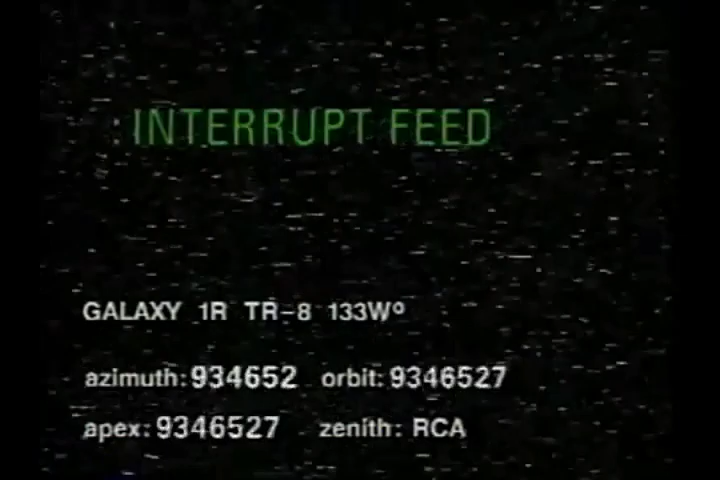 INTERRUPT FEED
GALAXY 1R TR-8 133Wº
azimuth: 934652 orbit: 9346527
apex: 9346527 zenith: RCA